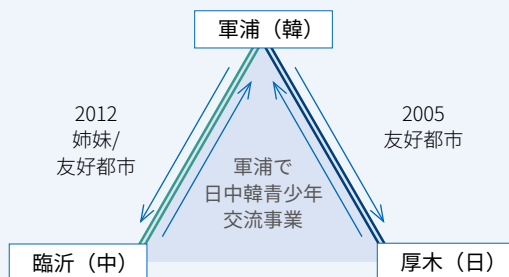 軍浦（韓）
2012
姉妹/
友好都市
2005
友好都市
軍浦で
日中韓青少年
交流事業
臨沂（中）
厚木（日）